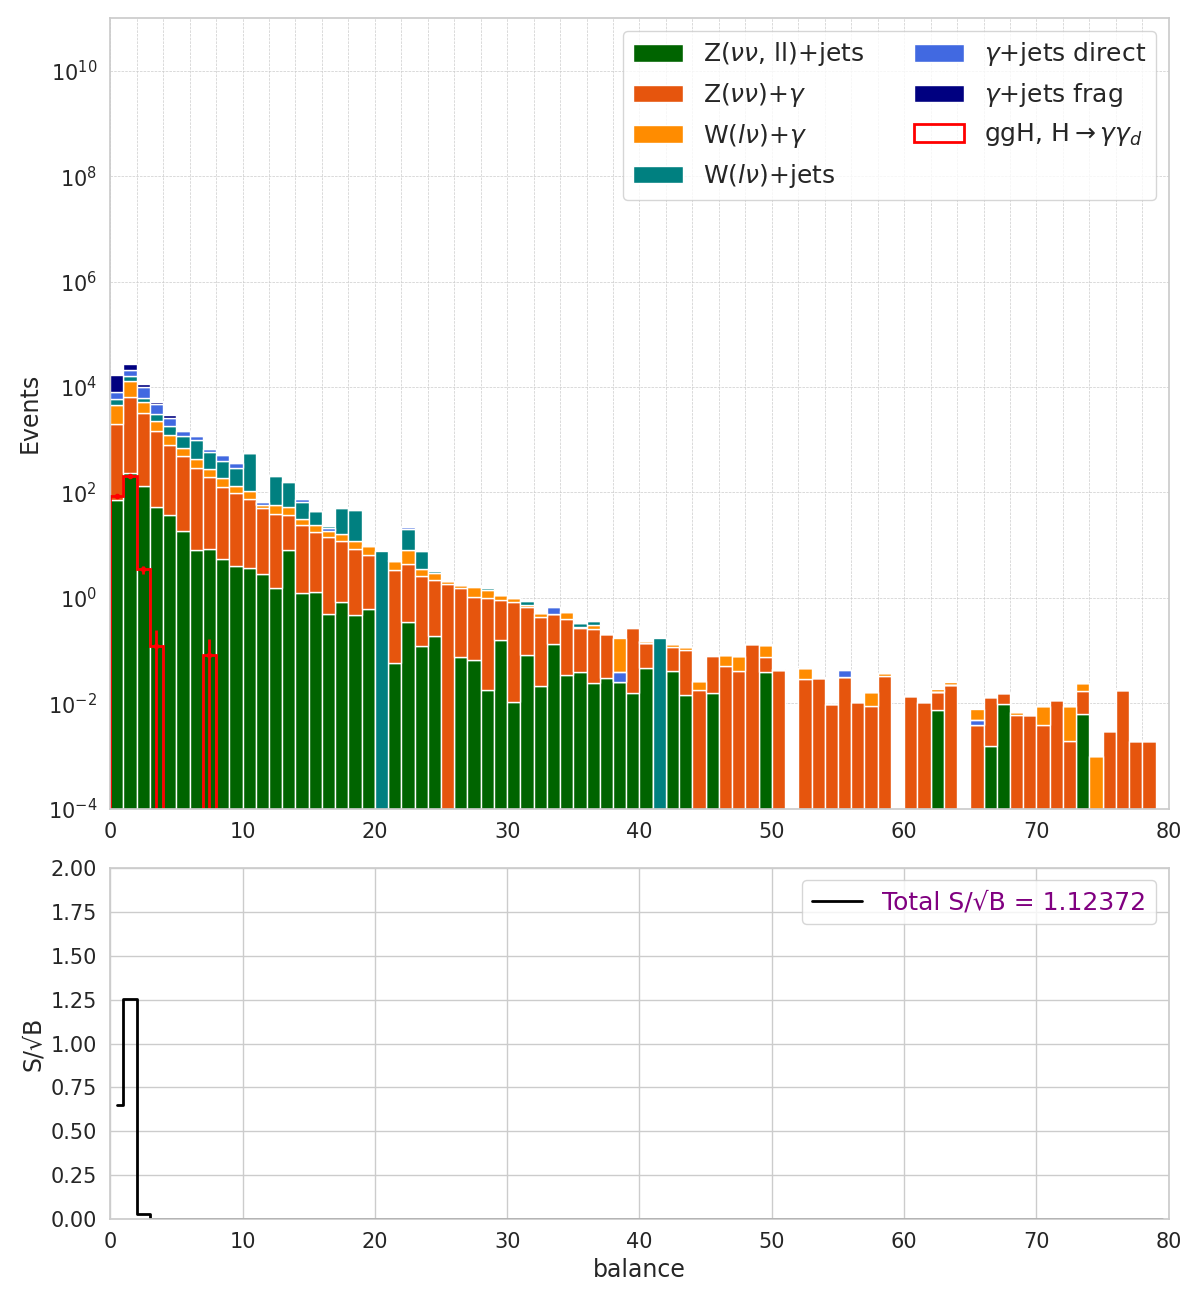 Z(νν, ll)+jets
Z(νν)+γ
W(lν)+γ
W(lν)+jets
γ+jets direct
γ+jets frag
ggH, H→γγ_d
Events
10^10
10^8
10^6
10^4
10^2
10^0
10^−2
10^−4
0 10 20 30 40 50 60 70 80
Total S/√B = 1.12372
S/√B
2.00
1.75
1.50
1.25
1.00
0.75
0.50
0.25
0.00
0 10 20 30 40 50 60 70 80
balance